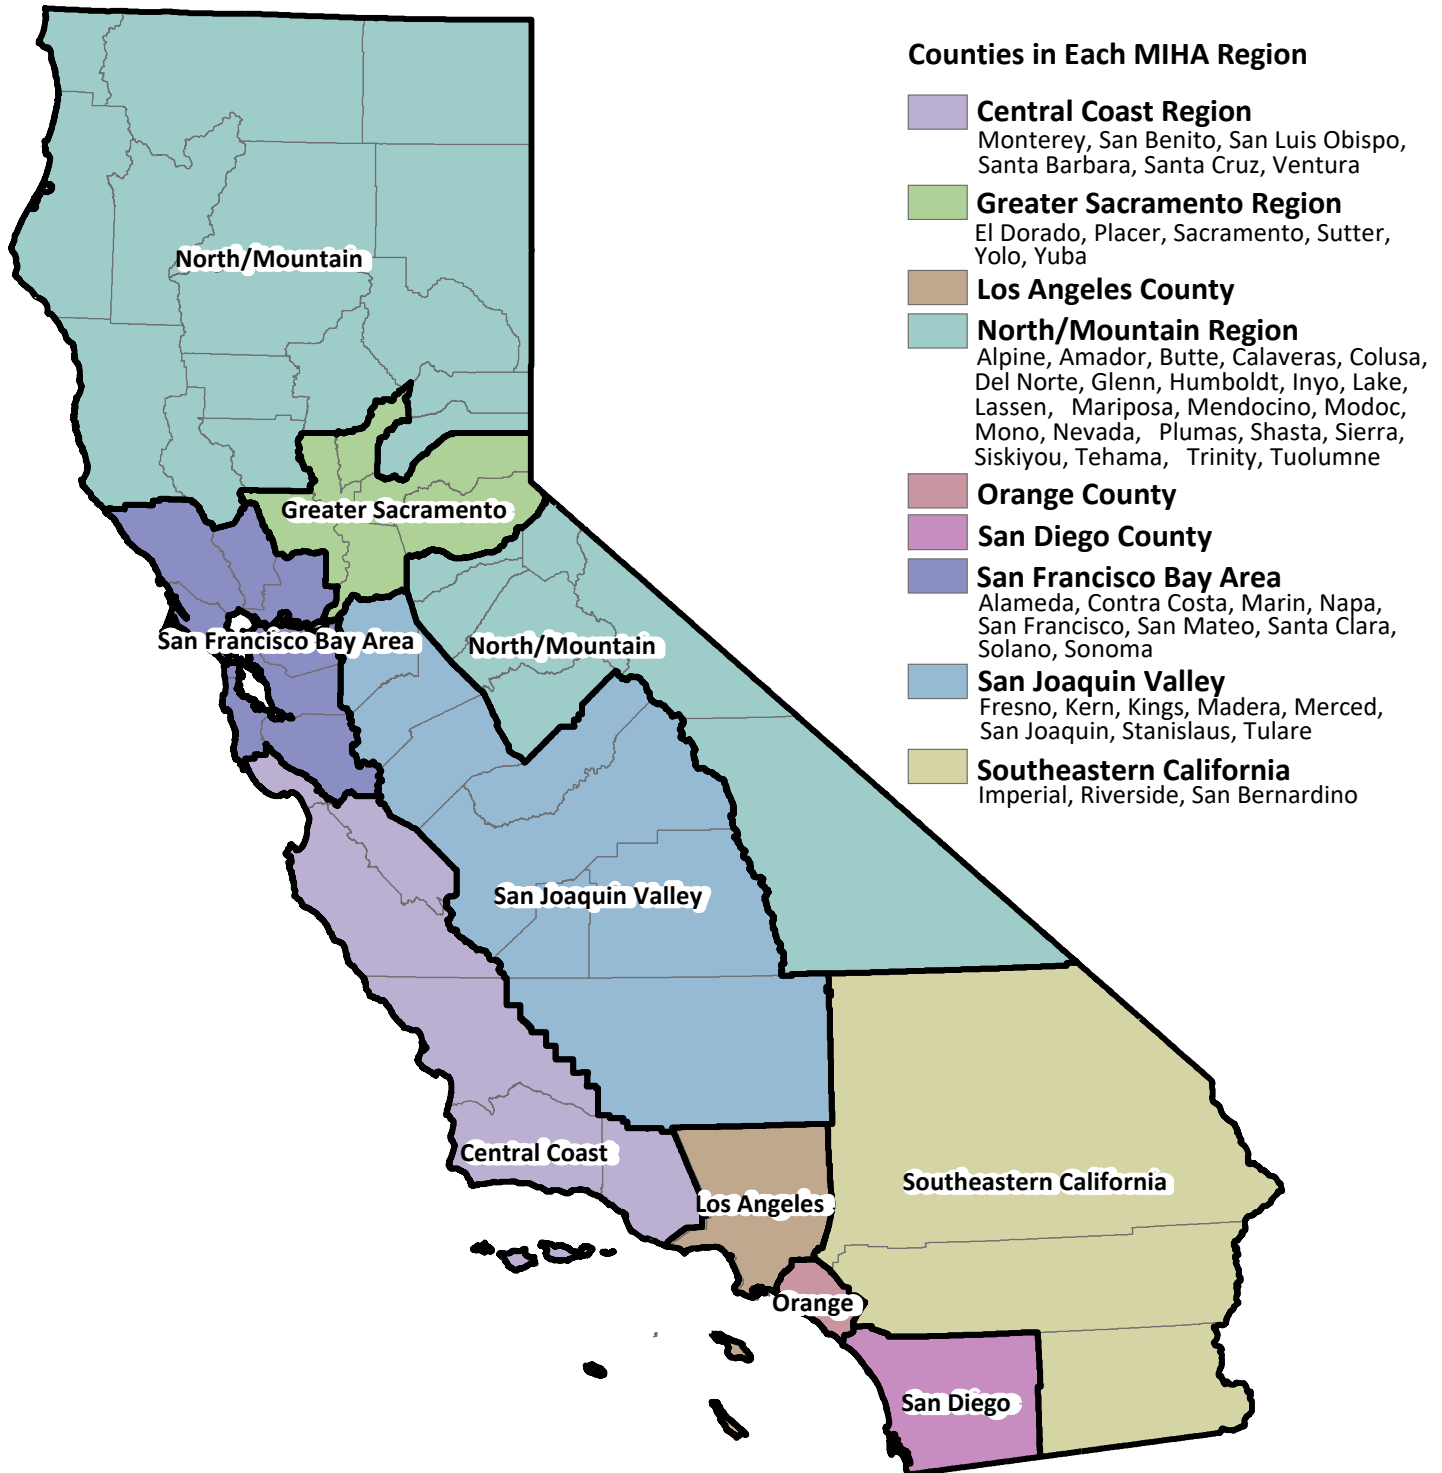 Counties in Each MIHA Region
Central Coast Region
Monterey, San Benito, San Luis Obispo,
Santa Barbara, Santa Cruz, Ventura
Greater Sacramento Region
El Dorado, Placer, Sacramento, Sutter,
Yolo, Yuba
Los Angeles County
North/Mountain Region
Alpine, Amador, Butte, Calaveras, Colusa,
Del Norte, Glenn, Humboldt, Inyo, Lake,
Lassen, Mariposa, Mendocino, Modoc,
Mono, Nevada, Plumas, Shasta, Sierra,
Siskiyou, Tehama, Trinity, Tuolumne
Orange County
San Diego County
San Francisco Bay Area
Alameda, Contra Costa, Marin, Napa,
San Francisco, San Mateo, Santa Clara,
Solano, Sonoma
San Joaquin Valley
Fresno, Kern, Kings, Madera, Merced,
San Joaquin, Stanislaus, Tulare
Southeastern California
Imperial, Riverside, San Bernardino
North/Mountain
Greater Sacramento
San Francisco Bay Area
North/Mountain
San Joaquin Valley
Central Coast
Los Angeles
Southeastern California
Orange
San Diego